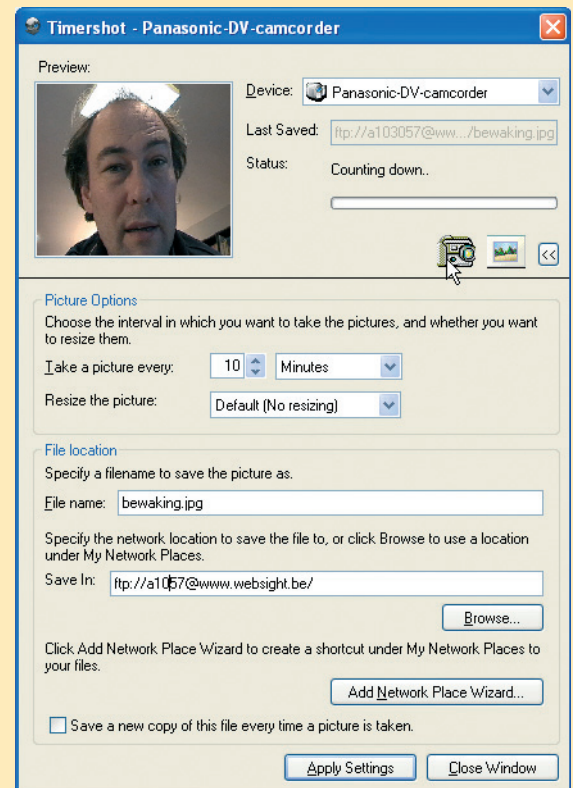 Timershot - Panasonic-DV-camcorder
Preview:
Device: Panasonic-DV-camcorder
Last Saved: ftp://a103057@ww.../bewaking.jpg
Status: Counting down..
<<
Picture Options
Choose the interval in which you want to take the pictures, and whether you want
to resize them.
Take a picture every: 10 Minutes
Resize the picture: Default (No resizing)
File location
Specify a filename to save the picture as.
File name: bewaking.jpg
Specify the network location to save the file to, or click Browse to use a location
under My Network Places.
Save In: ftp://a1057@www.websight.be/
Browse...
Click Add Network Place Wizard to create a shortcut under My Network Places to
your files.
Add Network Place Wizard...
Save a new copy of this file every time a picture is taken.
Apply Settings Close Window